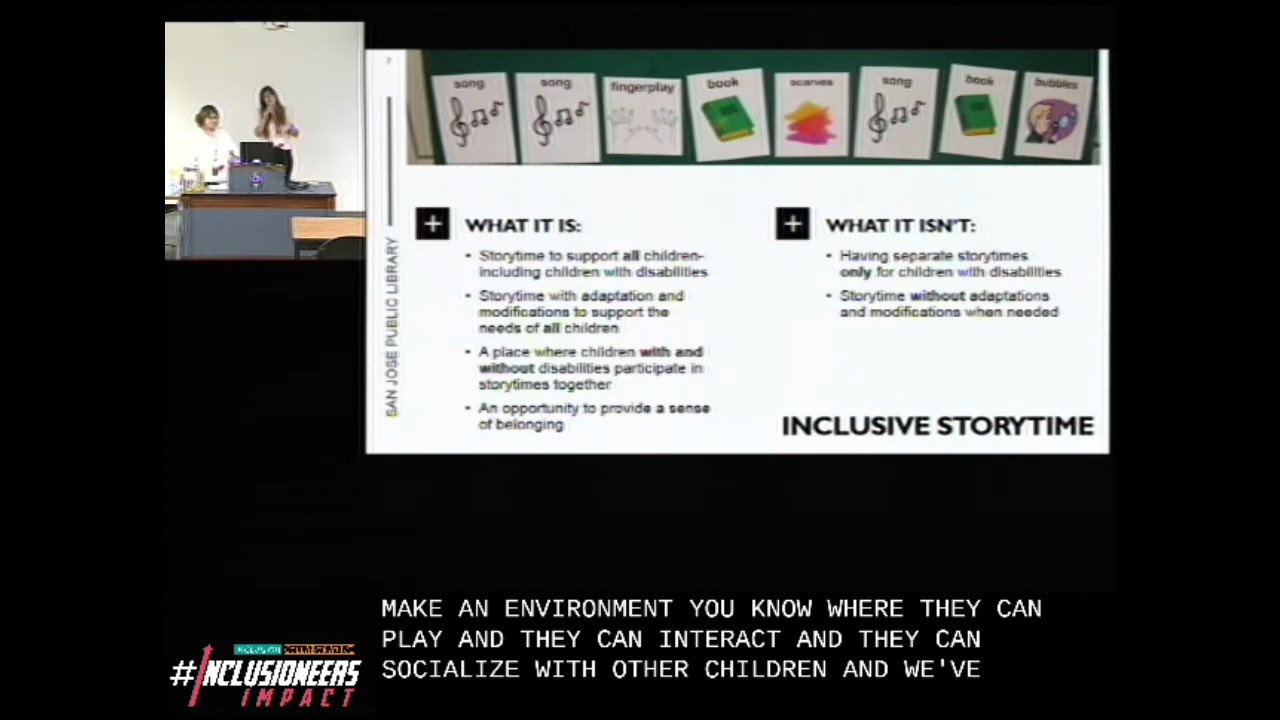 7
song
song
fingerplay
book
scarves
song
book
bubbles
SAN JOSE PUBLIC LIBRARY
WHAT IT IS:
• Storytime to support all children-
including children with disabilities
• Storytime with adaptation and
modifications to support the
needs of all children
• A place where children with and
without disabilities participate in
storytimes together
• An opportunity to provide a sense
of belonging
WHAT IT ISN'T:
• Having separate storytimes
only for children with disabilities
• Storytime without adaptations
and modifications when needed
INCLUSIVE STORYTIME
MAKE AN ENVIRONMENT YOU KNOW WHERE THEY CAN
PLAY AND THEY CAN INTERACT AND THEY CAN
SOCIALIZE WITH OTHER CHILDREN AND WE'VE
#INCLUSIONEERS
IMPACT